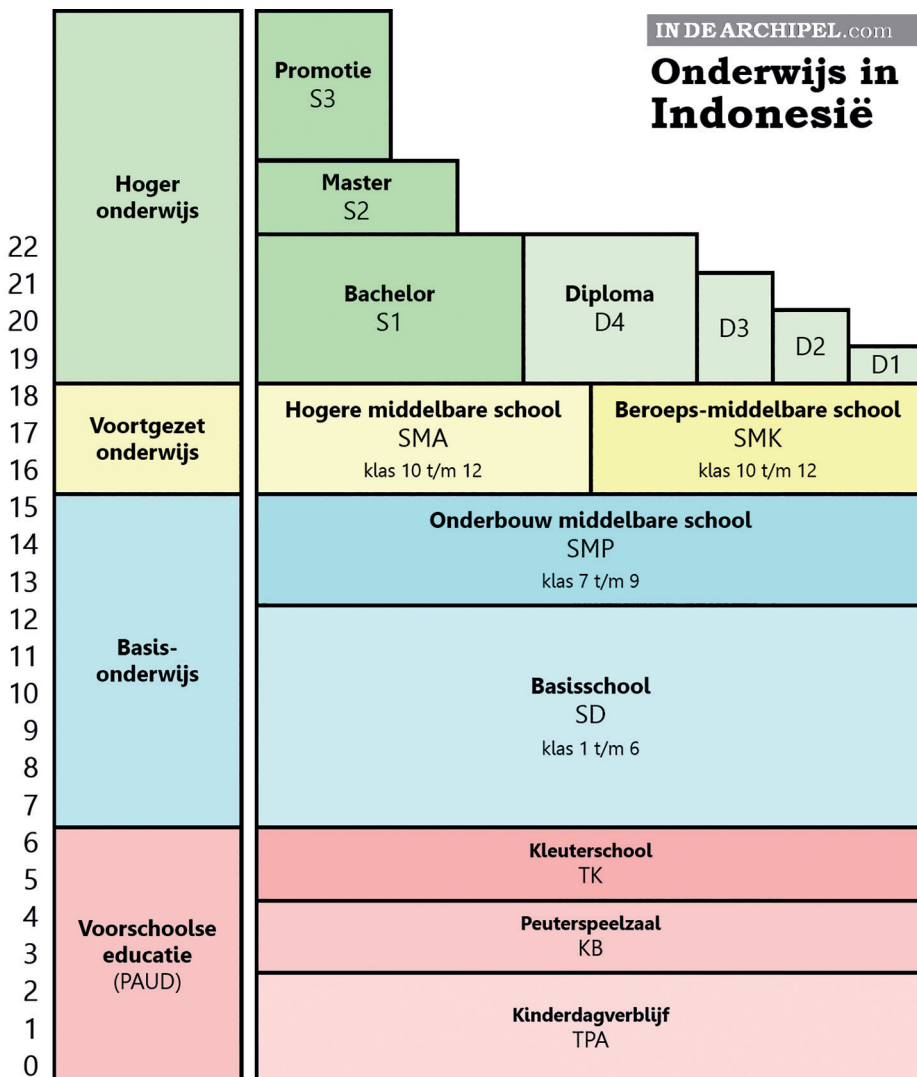 IN DE ARCHIPEL.com
Onderwijs in
Indonesië
Promotie
S3
Master
S2
Hoger
onderwijs
Bachelor
S1
Diploma
D4
D3
D2
D1
22
21
20
19
18
17
16
15
14
13
12
11
10
9
8
7
6
5
4
3
2
1
0
Voortgezet
onderwijs
Hogere middelbare school
SMA
klas 10 t/m 12
Beroeps-middelbare school
SMK
klas 10 t/m 12
Basis-
onderwijs
Onderbouw middelbare school
SMP
klas 7 t/m 9
Basisschool
SD
klas 1 t/m 6
Voorschoolse
educatie
(PAUD)
Kleuterschool
TK
Peuterspeelzaal
KB
Kinderdagverblijf
TPA